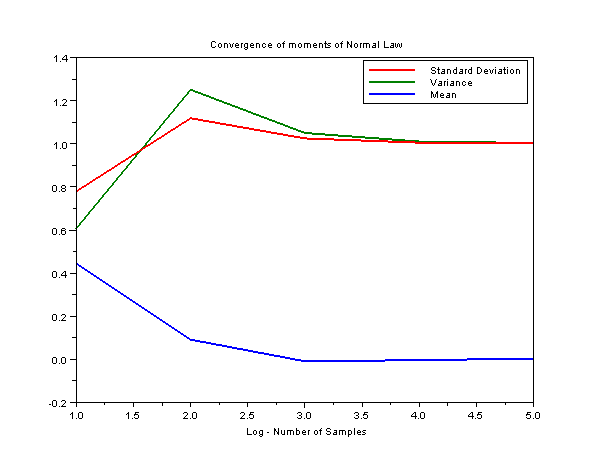 Convergence of moments of Normal Law
Standard Deviation
Variance
Mean
1.4
1.2
1.0
0.8
0.6
0.4
0.2
0.0
-0.2
1.0 1.5 2.0 2.5 3.0 3.5 4.0 4.5 5.0
Log - Number of Samples